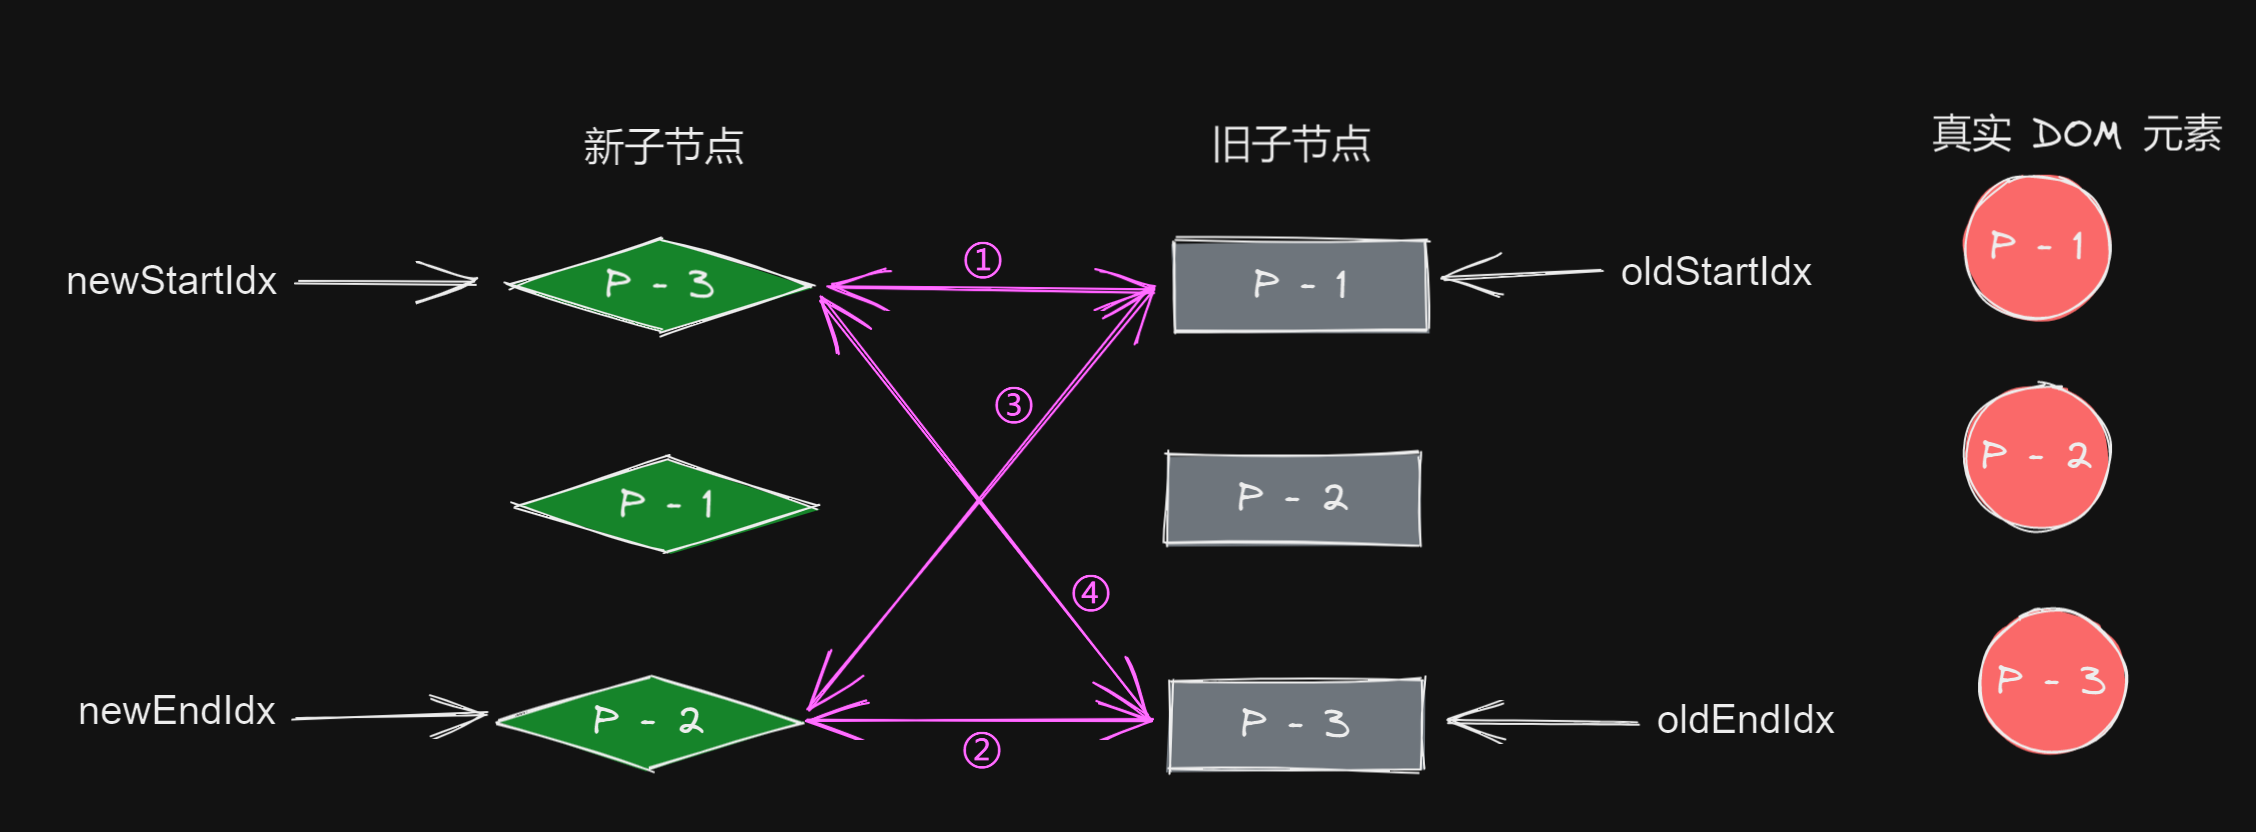 新子节点
旧子节点
真实 DOM 元素
newStartIdx
P - 3
①
P - 1
oldStartIdx
P - 1
③
P - 1
P - 2
P - 2
④
newEndIdx
P - 2
②
P - 3
oldEndIdx
P - 3